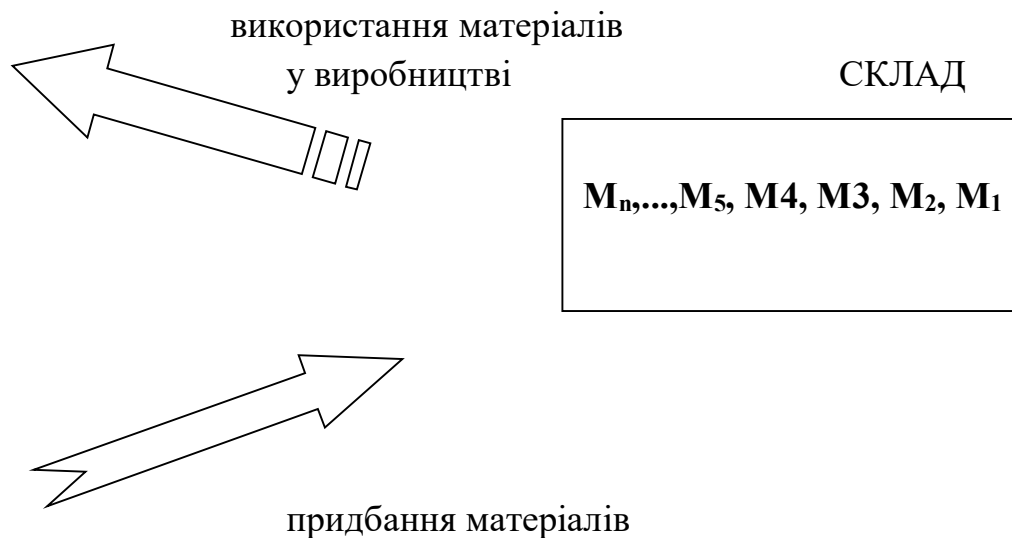 використання матеріалів
у виробництві
СКЛАД
Mn,...,M5, M4, M3, M2, M1
придбання матеріалів